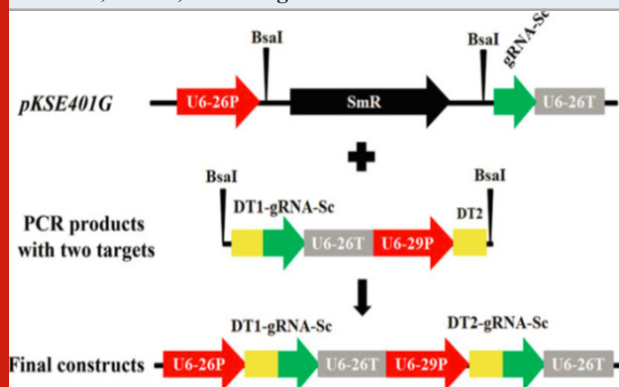 BsaI BsaI gRNA-Sc
pKSE401G U6-26P SmR U6-26T
BsaI BsaI
DT1-gRNA-Sc DT2
PCR products
with two targets
U6-26T U6-29P
DT1-gRNA-Sc DT2-gRNA-Sc
Final constructs U6-26P U6-26T U6-29P U6-26T